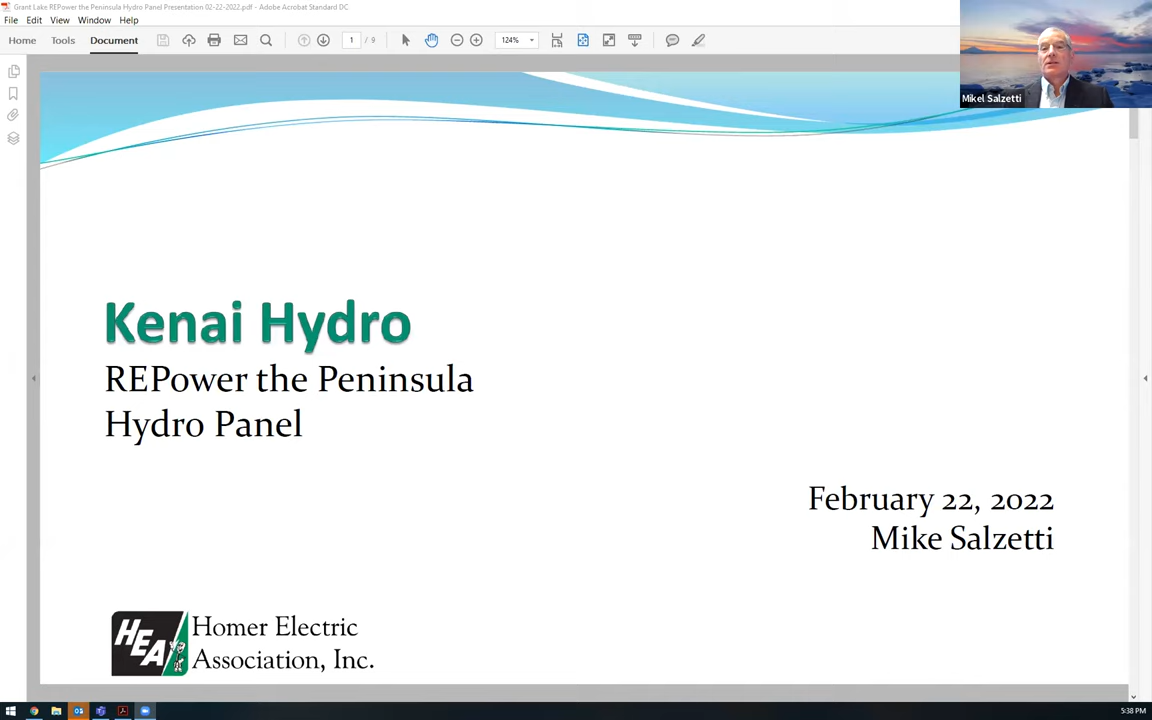 Grant Lake REPower the Peninsula Hydro Panel Presentation 02-22-2022.pdf - Adobe Acrobat Standard DC
File Edit View Window Help
Home Tools Document 1 / 9 124%
Mikel Salzetti
Kenai Hydro
REPower the Peninsula
Hydro Panel
February 22, 2022
Mike Salzetti
HEA
Homer Electric
Association, Inc.
5:38 PM